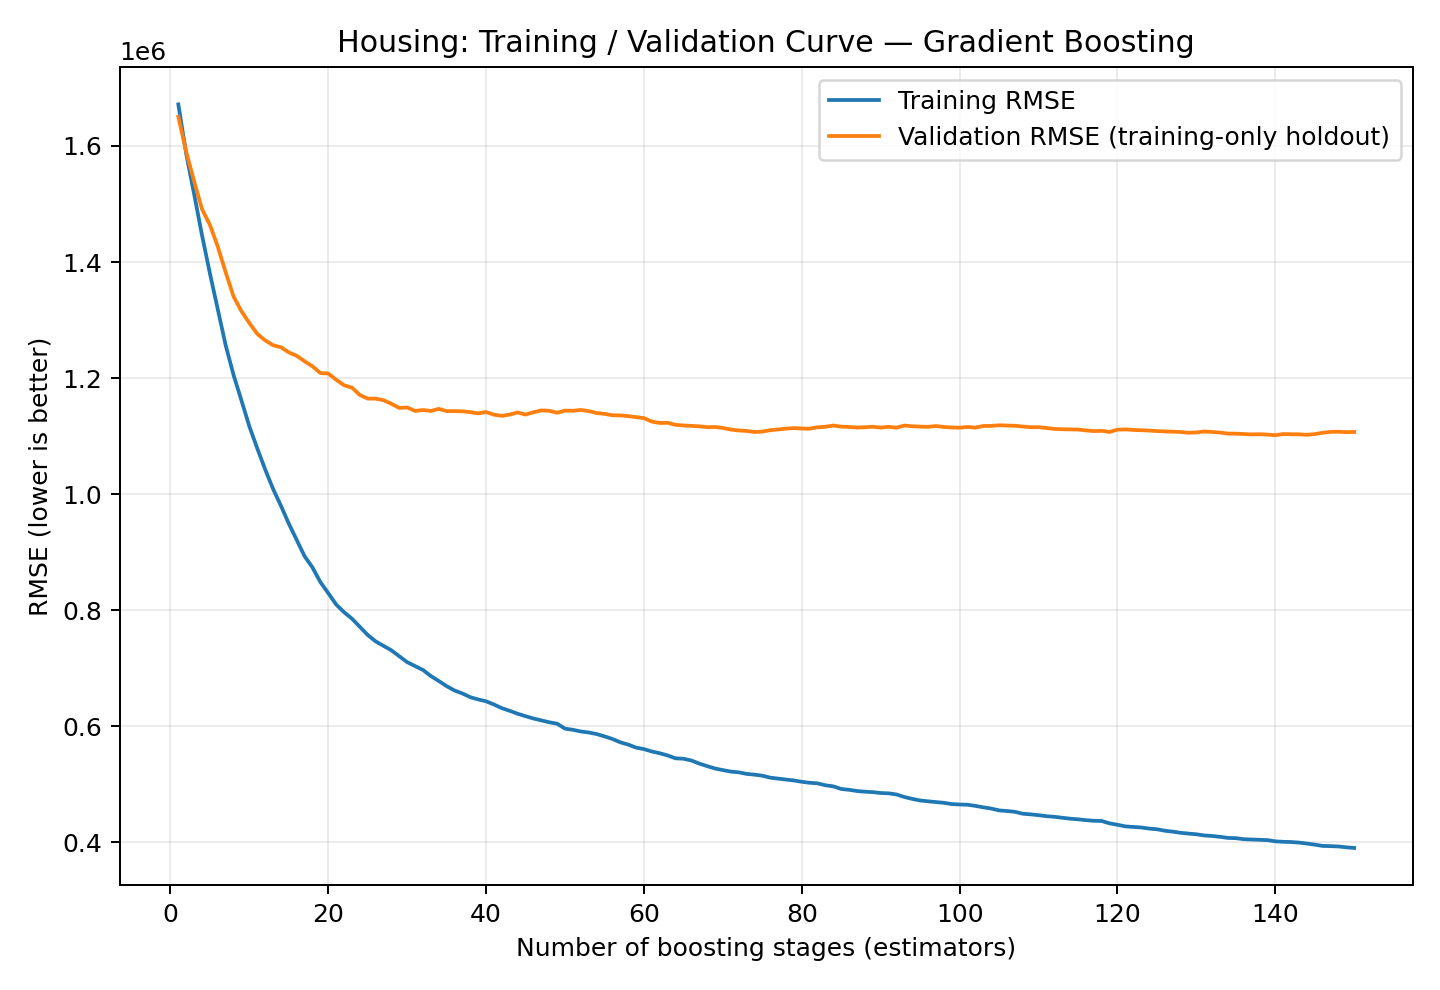 Housing: Training / Validation Curve — Gradient Boosting
1e6
Training RMSE
Validation RMSE (training-only holdout)
RMSE (lower is better)
1.6
1.4
1.2
1.0
0.8
0.6
0.4
0 20 40 60 80 100 120 140
Number of boosting stages (estimators)